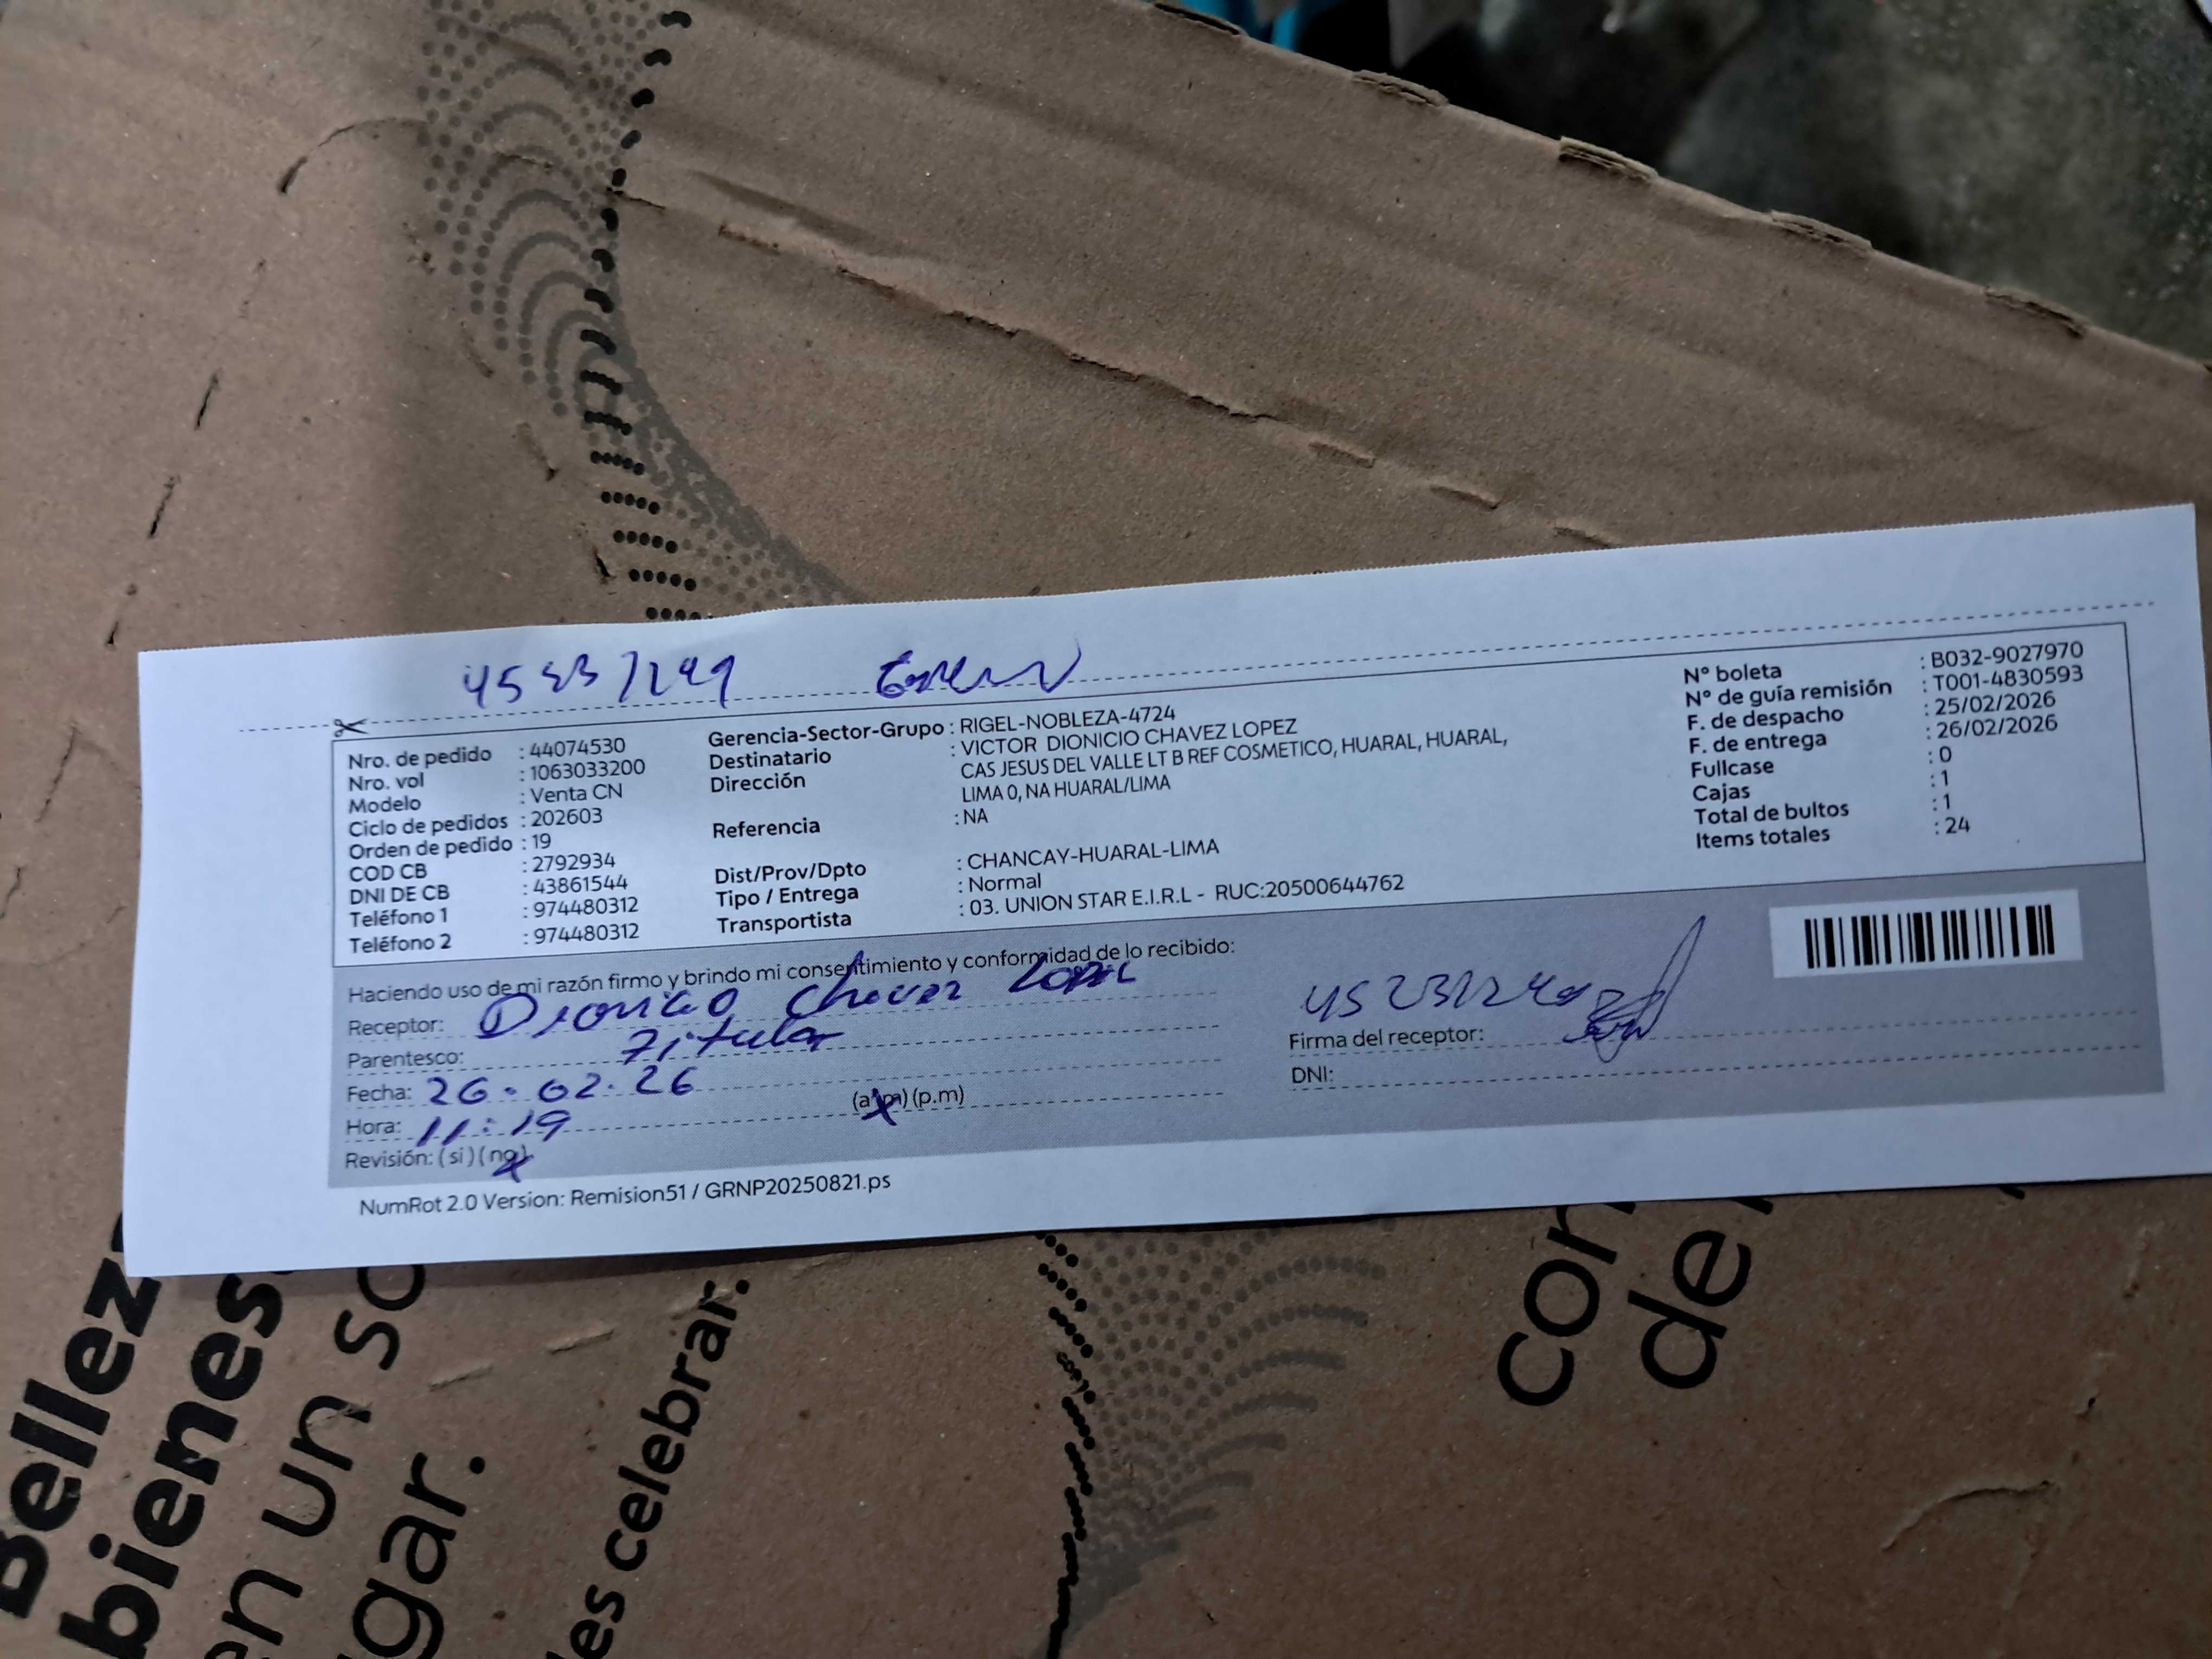 Nro. de pedido : 44074530
Nro. vol : 1063033200
Modelo : Venta CN
Ciclo de pedidos : 202603
Orden de pedido : 19
COD CB : 2792934
DNI DE CB : 43861544
Teléfono 1 : 974480312
Teléfono 2 : 974480312
Gerencia-Sector-Grupo : RIGEL-NOBLEZA-4724
Destinatario : VICTOR DIONICIO CHAVEZ LOPEZ
Dirección : CAS JESUS DEL VALLE LT B REF COSMETICO, HUARAL, HUARAL,
LIMA 0, NA HUARAL/LIMA
Referencia : NA
Dist/Prov/Dpto : CHANCAY-HUARAL-LIMA
Tipo / Entrega : Normal
Transportista : 03. UNION STAR E.I.R.L - RUC:20500644762
N° boleta : B032-9027970
N° de guía remisión : T001-4830593
F. de despacho : 25/02/2026
F. de entrega : 26/02/2026
Fullcase : 0
Cajas : 1
Total de bultos : 1
Items totales : 24
Haciendo uso de mi razón firmo y brindo mi consentimiento y conformidad de lo recibido:
Receptor: Dionicio Chavez Lopez
Parentesco: Titular
Fecha: 26-02-26
Hora: 11:19 (a.m) (p.m)
Revisión: (si) (no)
Firma del receptor:
DNI:
NumRot 2.0 Version: Remision51 / GRNP20250821.ps
en un
celebrar.
de